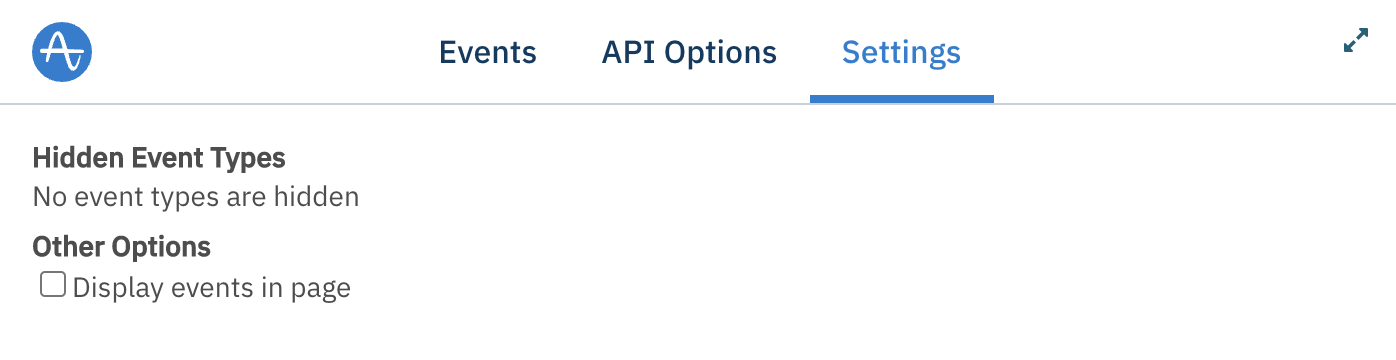 Events API Options Settings
Hidden Event Types
No event types are hidden
Other Options
Display events in page